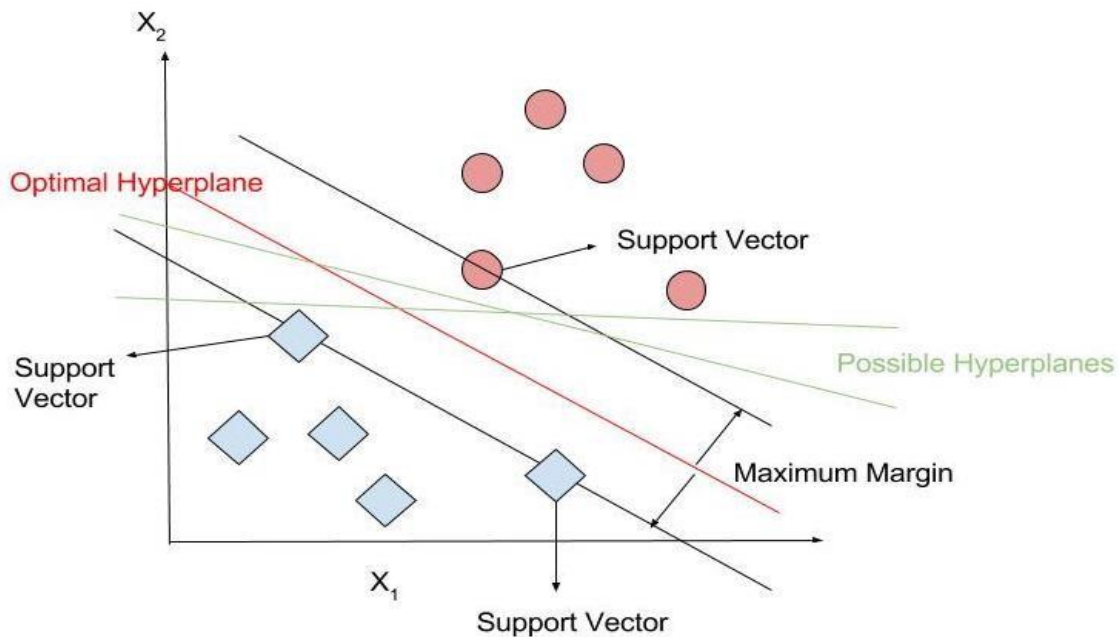 X₂
Optimal Hyperplane
Support Vector
Support
Vector
Possible Hyperplanes
Maximum Margin
X₁
Support Vector